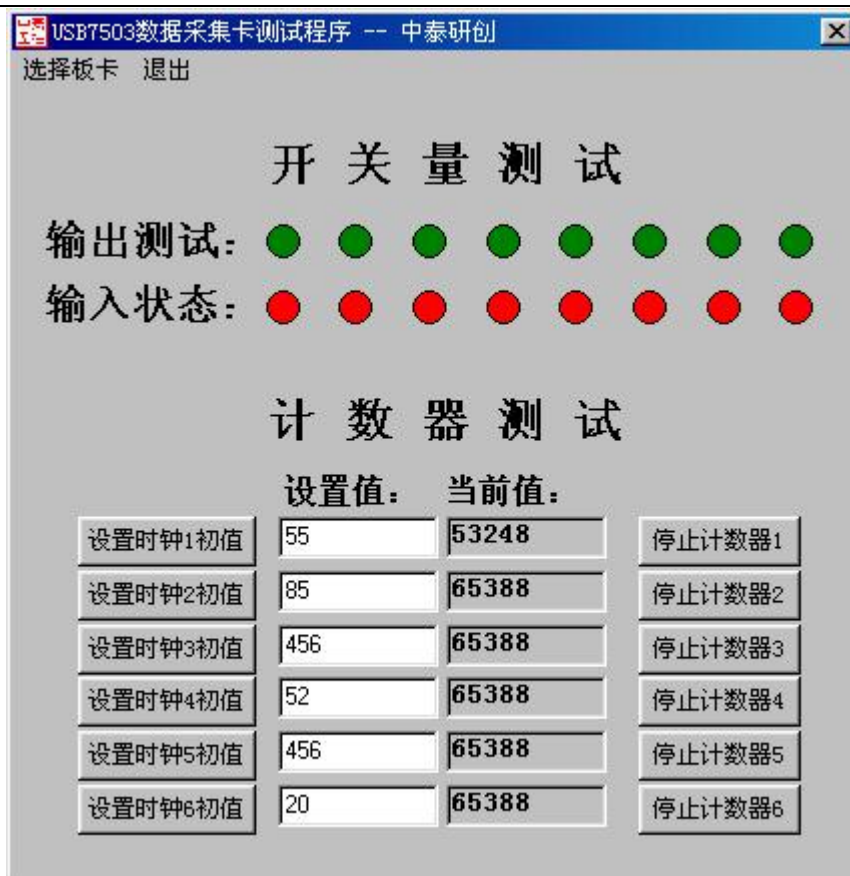 USB7503数据采集卡测试程序 -- 中泰研创
选择板卡 退出
开 关 量 测 试
输出测试：
输入状态：
计 数 器 测 试
设置值： 当前值：
设置时钟1初值 55 53248 停止计数器1
设置时钟2初值 85 65388 停止计数器2
设置时钟3初值 456 65388 停止计数器3
设置时钟4初值 52 65388 停止计数器4
设置时钟5初值 456 65388 停止计数器5
设置时钟6初值 20 65388 停止计数器6